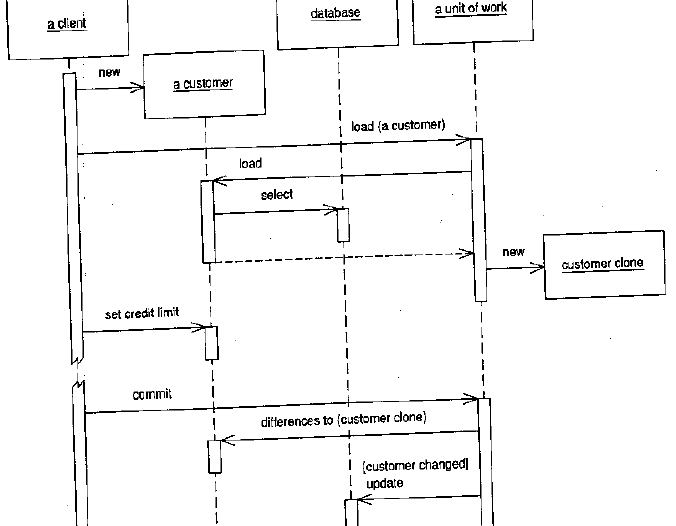 a client
database
a unit of work
new
a customer
load (a customer)
load
select
new
customer clone
set credit limit
commit
differences to (customer clone)
[customer changed]
update